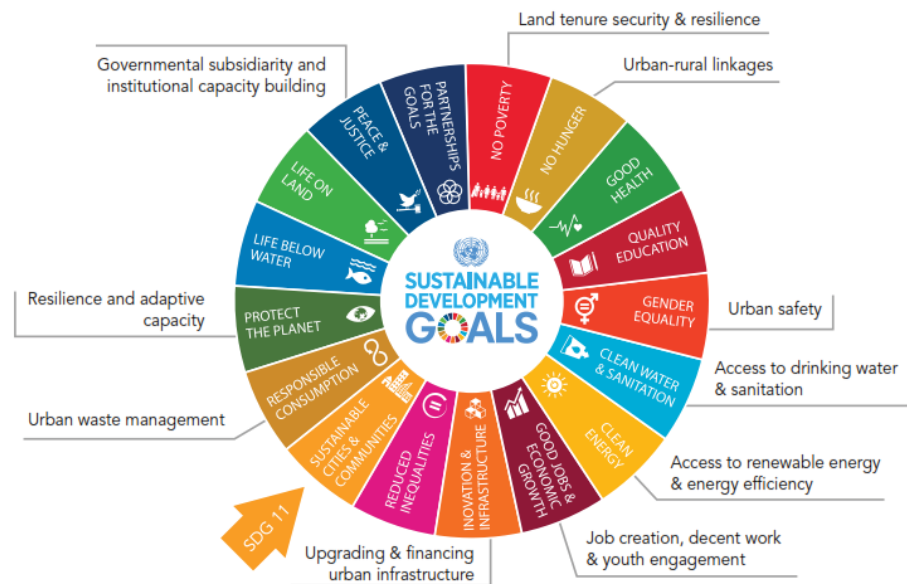 Land tenure security & resilience
Governmental subsidiarity and
institutional capacity building
Urban-rural linkages
PARTNERSHIPS
FOR THE
GOALS
NO POVERTY
NO HUNGER
GOOD
HEALTH
QUALITY
EDUCATION
GENDER
EQUALITY
CLEAN WATER
& SANITATION
CLEAN
ENERGY
GOOD JOBS &
ECONOMIC
GROWTH
INOVATION &
INFRASTRUCTURE
REDUCED
INEQUALITIES
SUSTAINABLE
CITIES &
COMMUNITIES
RESPONSIBLE
CONSUMPTION
PROTECT
THE PLANET
LIFE BELOW
WATER
LIFE ON
LAND
PEACE &
JUSTICE
SUSTAINABLE
DEVELOPMENT
GOALS
Resilience and adaptive
capacity
Urban safety
Access to drinking water
& sanitation
Urban waste management
Access to renewable energy
& energy efficiency
SDG 11
Job creation, decent work
& youth engagement
Upgrading & financing
urban infrastructure